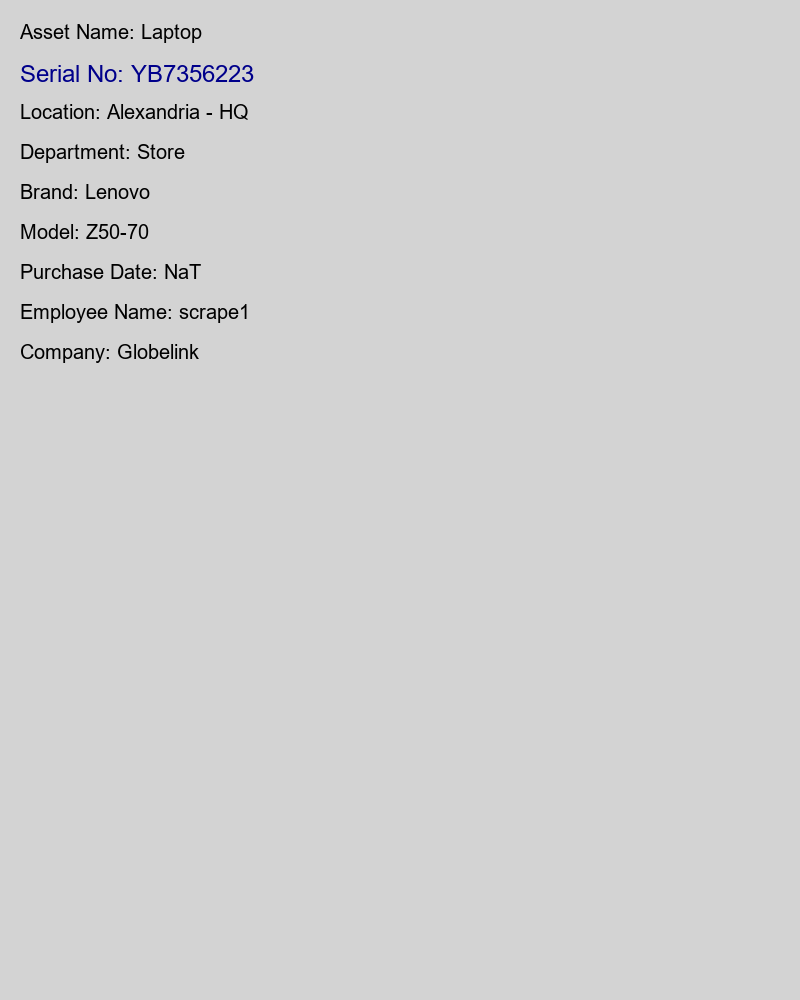 Asset Name: Laptop
Serial No: YB7356223
Location: Alexandria - HQ
Department: Store
Brand: Lenovo
Model: Z50-70
Purchase Date: NaT
Employee Name: scrape1
Company: Globelink